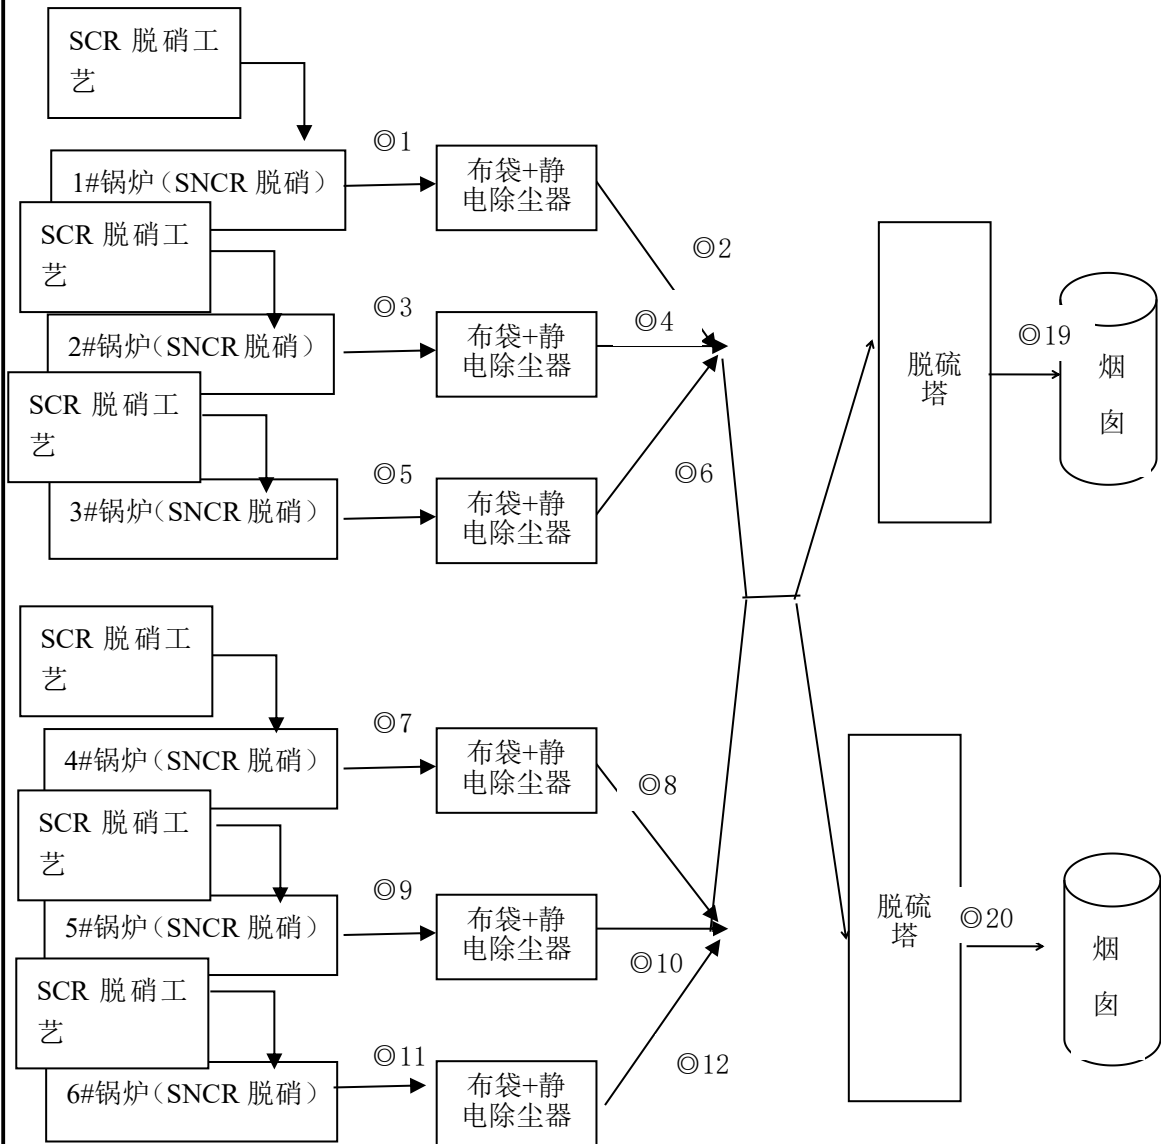 SCR 脱硝工
艺
◎1
1#锅炉（SNCR 脱硝）
布袋+静
电除尘器
SCR 脱硝工
艺
◎2
◎3
◎4
2#锅炉（SNCR 脱硝）
布袋+静
电除尘器
SCR 脱硝工
艺
◎5
◎6
3#锅炉（SNCR 脱硝）
布袋+静
电除尘器
脱硫
塔
◎19
烟
囱
SCR 脱硝工
艺
◎7
4#锅炉（SNCR 脱硝）
布袋+静
电除尘器
◎8
SCR 脱硝工
艺
◎9
5#锅炉（SNCR 脱硝）
布袋+静
电除尘器
◎10
SCR 脱硝工
艺
◎11
6#锅炉（SNCR 脱硝）
布袋+静
电除尘器
◎12
脱硫
塔
◎20
烟
囱